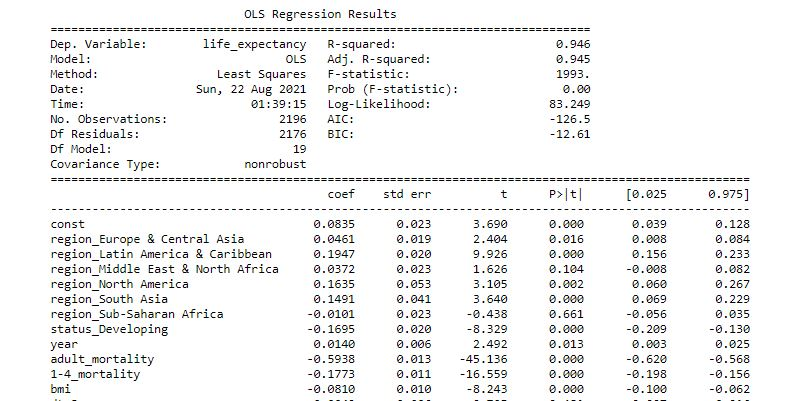 OLS Regression Results
==============================================================================
Dep. Variable: life_expectancy R-squared: 0.946
Model: OLS Adj. R-squared: 0.945
Method: Least Squares F-statistic: 1993.
Date: Sun, 22 Aug 2021 Prob (F-statistic): 0.00
Time: 01:39:15 Log-Likelihood: 83.249
No. Observations: 2196 AIC: -126.5
Df Residuals: 2176 BIC: -12.61
Df Model: 19
Covariance Type: nonrobust
==============================================================================
coef std err t P>|t| [0.025 0.975]
------------------------------------------------------------------------------
const 0.0835 0.023 3.690 0.000 0.039 0.128
region_Europe & Central Asia 0.0461 0.019 2.404 0.016 0.008 0.084
region_Latin America & Caribbean 0.1947 0.020 9.926 0.000 0.156 0.233
region_Middle East & North Africa 0.0372 0.023 1.626 0.104 -0.008 0.082
region_North America 0.1635 0.053 3.105 0.002 0.060 0.267
region_South Asia 0.1491 0.041 3.640 0.000 0.069 0.229
region_Sub-Saharan Africa -0.0101 0.023 -0.438 0.661 -0.056 0.035
status_Developing -0.1695 0.020 -8.329 0.000 -0.209 -0.130
year 0.0140 0.006 2.492 0.013 0.003 0.025
adult_mortality -0.5938 0.013 -45.136 0.000 -0.620 -0.568
1-4_mortality -0.1773 0.011 -16.559 0.000 -0.198 -0.156
bmi -0.0810 0.010 -8.243 0.000 -0.100 -0.062